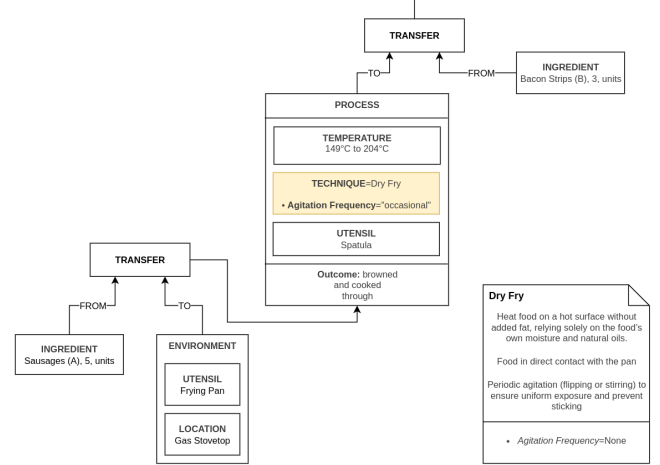 TRANSFER
TO
FROM
INGREDIENT
Bacon Strips (B), 3, units
PROCESS
TEMPERATURE
149°C to 204°C
TECHNIQUE=Dry Fry
• Agitation Frequency="occasional"
UTENSIL
Spatula
Outcome: browned
and cooked
through
TRANSFER
FROM
TO
INGREDIENT
Sausages (A), 5, units
ENVIRONMENT
UTENSIL
Frying Pan
LOCATION
Gas Stovetop
Dry Fry
Heat food on a hot surface without
added fat, relying solely on the food's
own moisture and natural oils.
Food in direct contact with the pan
Periodic agitation (flipping or stirring) to
ensure uniform exposure and prevent
sticking
• Agitation Frequency=None